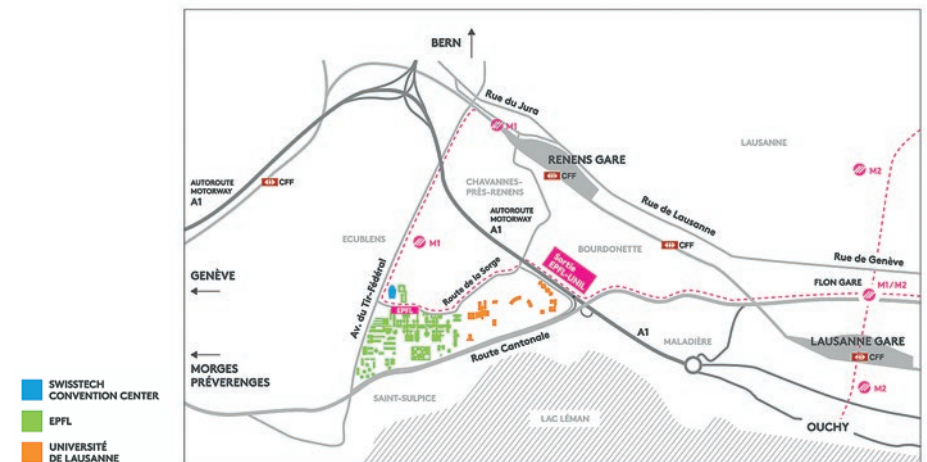 BERN
Rue du Jura
M1
LAUSANNE
RENENS GARE
CFF
M2
CFF
AUTOROUTE
MOTORWAY
A1
CHAVANNES-
PRÈS-RENENS
Rue de Lausanne
AUTOROUTE
MOTORWAY
A1
ECUBLENS
M1
BOURDONETTE
CFF
Sortie
EPFL-UNIL
Rue de Genève
GENÈVE
Av. du Tir-Fédéral
Route de la Sorge
FLON GARE
M1/M2
EPFL
A1
MALADIÈRE
LAUSANNE GARE
CFF
Route Cantonale
MORGES
PRÉVERENGES
M2
SAINT-SULPICE
LAC LÉMAN
OUCHY
SWISSTECH
CONVENTION CENTER
EPFL
UNIVERSITÉ
DE LAUSANNE